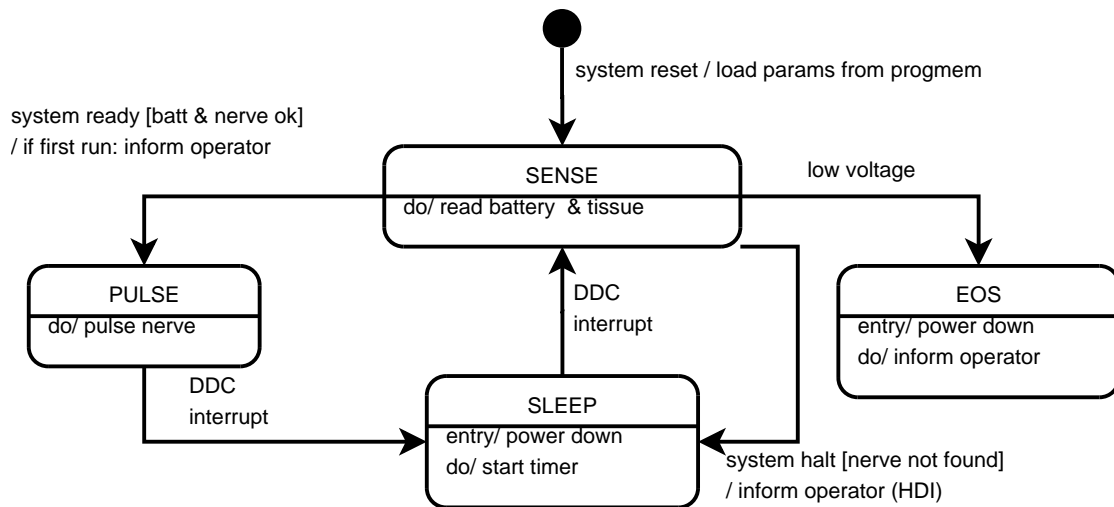 system reset / load params from progmem
system ready [batt & nerve ok]
/ if first run: inform operator
SENSE
do/ read battery & tissue
low voltage
PULSE
do/ pulse nerve
DDC
interrupt
EOS
entry/ power down
do/ inform operator
DDC
interrupt
SLEEP
entry/ power down
do/ start timer
system halt [nerve not found]
/ inform operator (HDI)